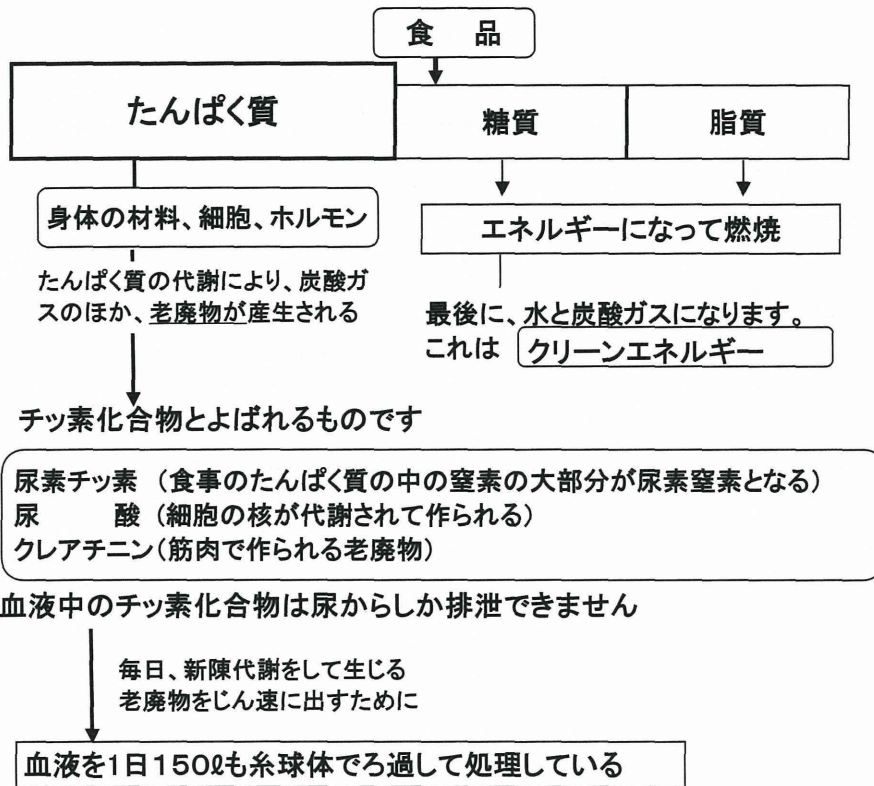 食 品
たんぱく質
糖質
脂質
身体の材料、細胞、ホルモン
エネルギーになって燃焼
たんぱく質の代謝により、炭酸ガ
スのほか、老廃物が産生される
最後に、水と炭酸ガスになります。
これは クリーンエネルギー
チッ素化合物とよばれるものです
尿素チッ素 （食事のたんぱく質の中の窒素の大部分が尿素窒素となる）
尿 酸 （細胞の核が代謝されて作られる）
クレアチニン（筋肉で作られる老廃物）
血液中のチッ素化合物は尿からしか排泄できません
毎日、新陳代謝をして生じる
老廃物をじん速に出すために
血液を1日150ℓも糸球体でろ過して処理している